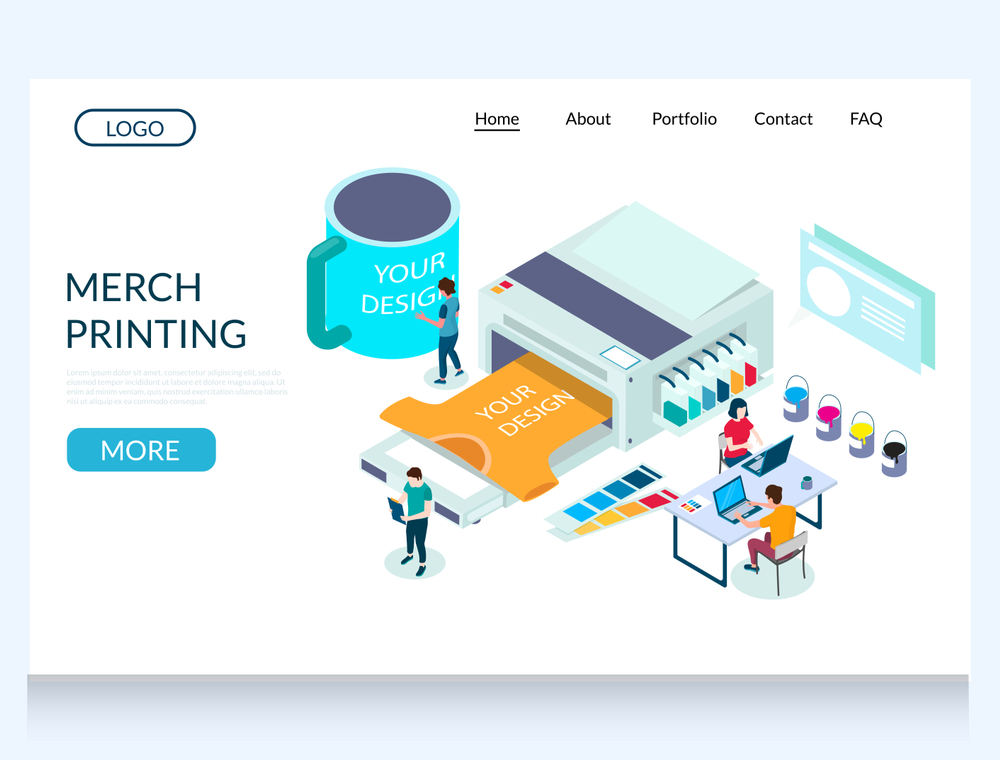 LOGO
Home About Portfolio Contact FAQ
YOUR
DESIGN
MERCH
PRINTING
Lorem ipsum dolor sit amet, consectetur adipiscing elit, sed do
eiusmod tempor incididunt ut labore et dolore magna aliqua. Ut
enim ad minim veniam, quis nostrud exercitation ullamco laboris
nisi ut aliquip ex ea commodo consequat.
MORE
YOUR
DESIGN